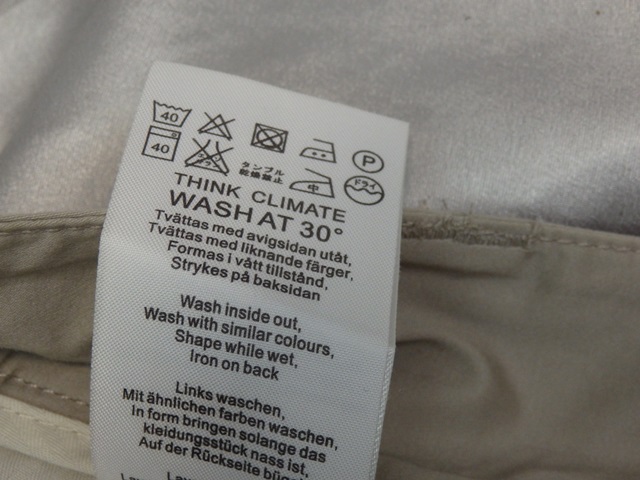 40
P
40
タンブル
乾燥禁止
中
ドライ
THINK CLIMATE
WASH AT 30°
Tvättas med avigsidan utåt,
Tvättas med liknande färger,
Formas i vått tillstånd,
Strykes på baksidan
Wash inside out,
Wash with similar colours,
Shape while wet,
Iron on back
Links waschen,
Mit ähnlichen farben waschen,
In form bringen solange das
kleidungsstück nass ist,
Auf der Rückseite